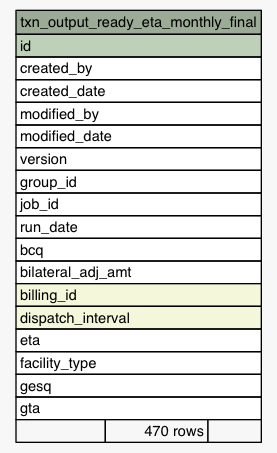 txn_output_ready_eta_monthly_final
id
created_by
created_date
modified_by
modified_date
version
group_id
job_id
run_date
bcq
bilateral_adj_amt
billing_id
dispatch_interval
eta
facility_type
gesq
gta
470 rows